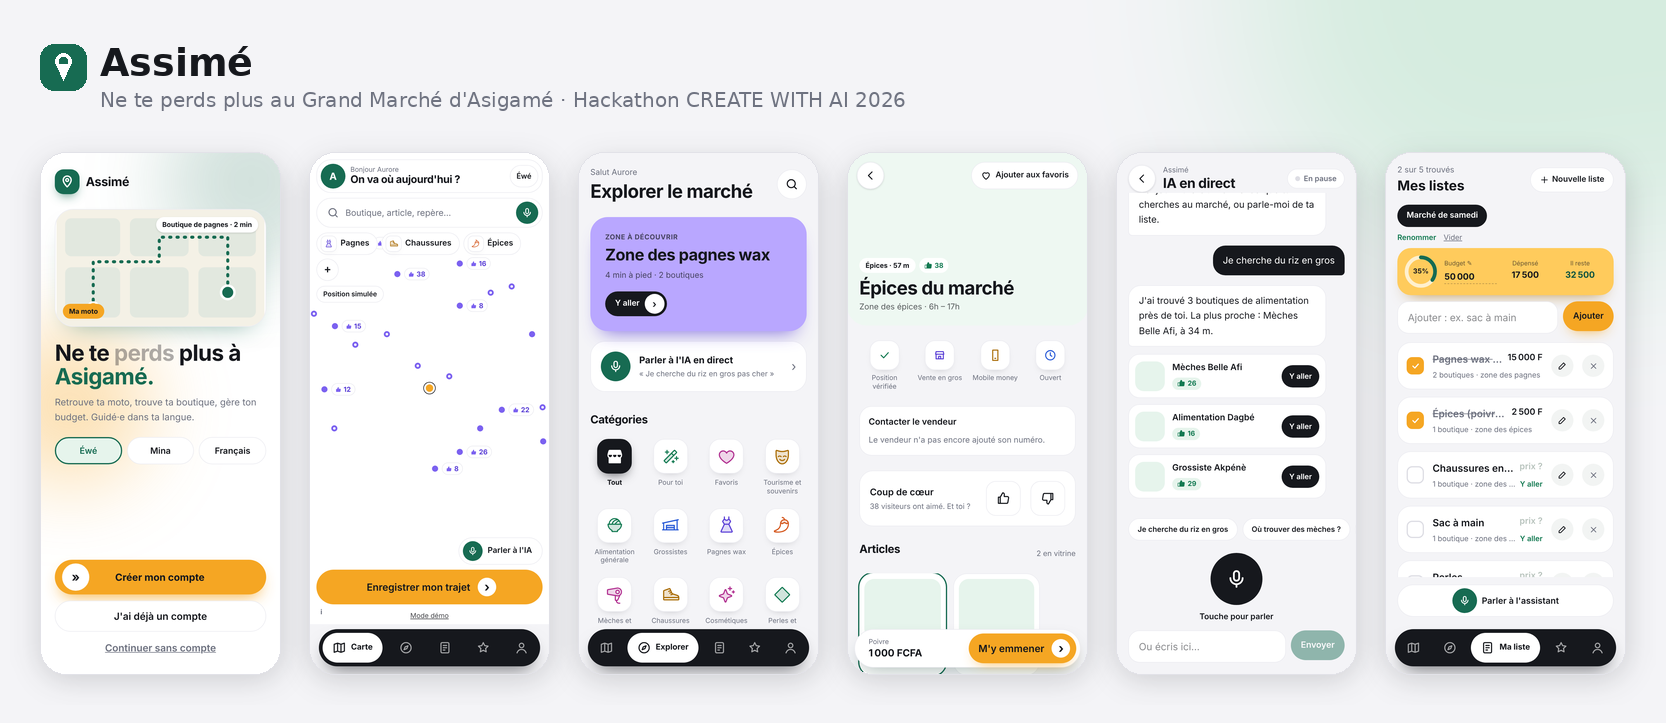 Assimé
Ne te perds plus au Grand Marché d'Asigamé · Hackathon CREATE WITH AI 2026
Assimé
Boutique de pagnes · 2 min
Ma moto
Ne te perds plus à
Asigamé.
Retrouve ta moto, trouve ta boutique, gère ton
budget. Guidé·e dans ta langue.
Éwé
Mina
Français
Créer mon compte
J'ai déjà un compte
Continuer sans compte
A
Bonjour Aurore
On va où aujourd'hui ?
Éwé
Boutique, article, repère...
Pagnes
Chaussures
Épices
+
Position simulée
16
38
8
15
12
22
26
8
Parler à l'IA
Enregistrer mon trajet
i
Mode démo
Carte
Salut Aurore
Explorer le marché
ZONE À DÉCOUVRIR
Zone des pagnes wax
4 min à pied · 2 boutiques
Y aller
Parler à l'IA en direct
« Je cherche du riz en gros pas cher »
Catégories
Tout
Pour toi
Favoris
Tourisme et
souvenirs
Alimentation
générale
Grossistes
Pagnes wax
Épices
Mèches et
Chaussures
Cosmétiques
Perles et
Explorer
Ajouter aux favoris
Épices · 57 m
38
Épices du marché
Zone des épices · 6h – 17h
Position
vérifiée
Vente en gros
Mobile money
Ouvert
Contacter le vendeur
Le vendeur n'a pas encore ajouté son numéro.
Coup de cœur
38 visiteurs ont aimé. Et toi ?
Articles
2 en vitrine
Poivre
1 000 FCFA
M'y emmener
Assimé
IA en direct
En pause
cherches au marché, ou parle-moi de ta
liste.
Je cherche du riz en gros
J'ai trouvé 3 boutiques de alimentation
près de toi. La plus proche : Mèches
Belle Afi, à 34 m.
Mèches Belle Afi
26
Y aller
Alimentation Dagbé
16
Y aller
Grossiste Akpénè
29
Y aller
Je cherche du riz en gros
Où trouver des mèches ?
Touche pour parler
Ou écris ici...
Envoyer
2 sur 5 trouvés
Mes listes
+ Nouvelle liste
Marché de samedi
Renommer
Vider
35%
Budget ✎
50 000
Dépensé
17 500
Il reste
32 500
Ajouter : ex. sac à main
Ajouter
Pagnes wax ...
15 000 F
2 boutiques · zone des pagnes
Épices (poivr...
2 500 F
1 boutique · zone des épices
Chaussures en...
prix ?
1 boutique · zone des ...
Y aller
Sac à main
prix ?
1 boutique · zone des ...
Y aller
Perles
prix ?
Parler à l'assistant
Ma liste